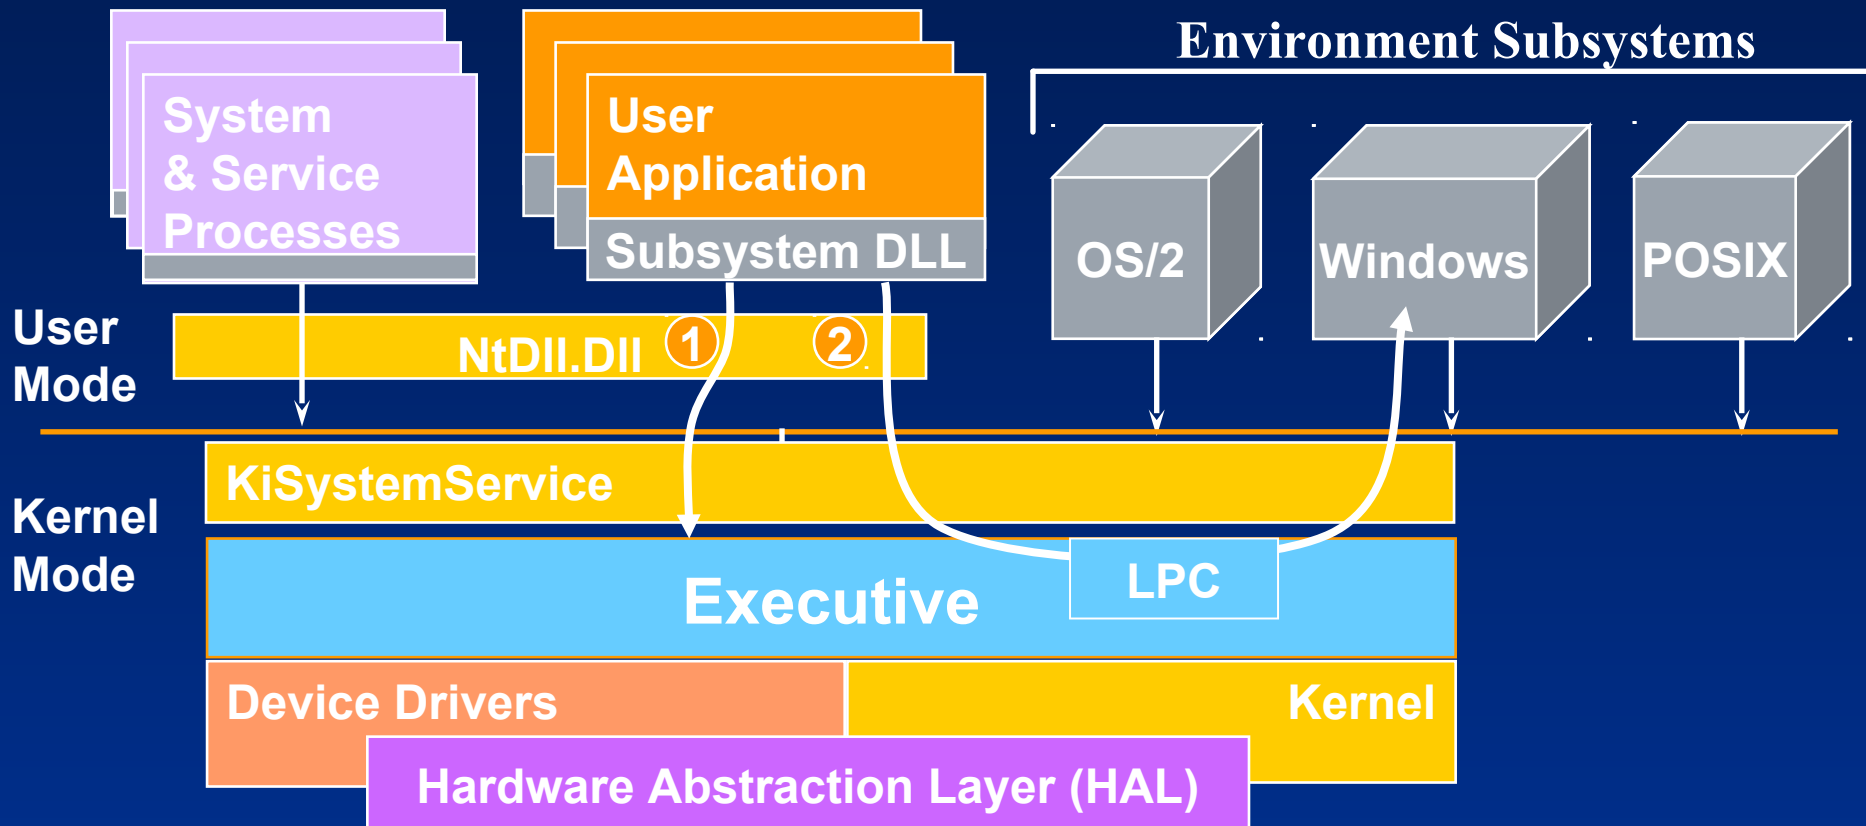 Environment Subsystems
System
& Service
Processes
User
Application
Subsystem DLL
OS/2
Windows
POSIX
User
Mode
NtDll.Dll
1
2
KiSystemService
Kernel
Mode
Executive
LPC
Device Drivers
Kernel
Hardware Abstraction Layer (HAL)